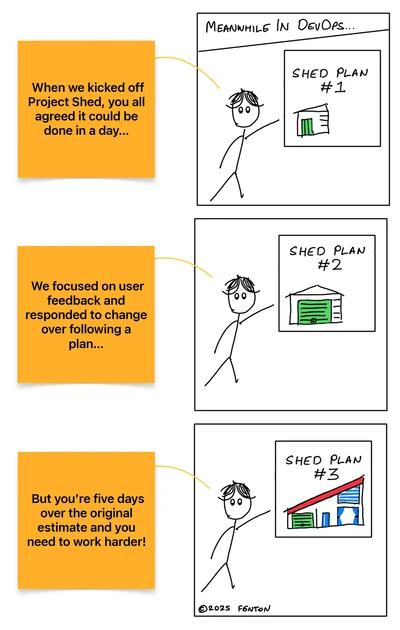 MEANWHILE IN DEVOPS...
When we kicked off
Project Shed, you all
agreed it could be
done in a day...
SHED PLAN
#1
We focused on user
feedback and
responded to change
over following a
plan...
SHED PLAN
#2
But you're five days
over the original
estimate and you
need to work harder!
SHED PLAN
#3
©2025 FENTON